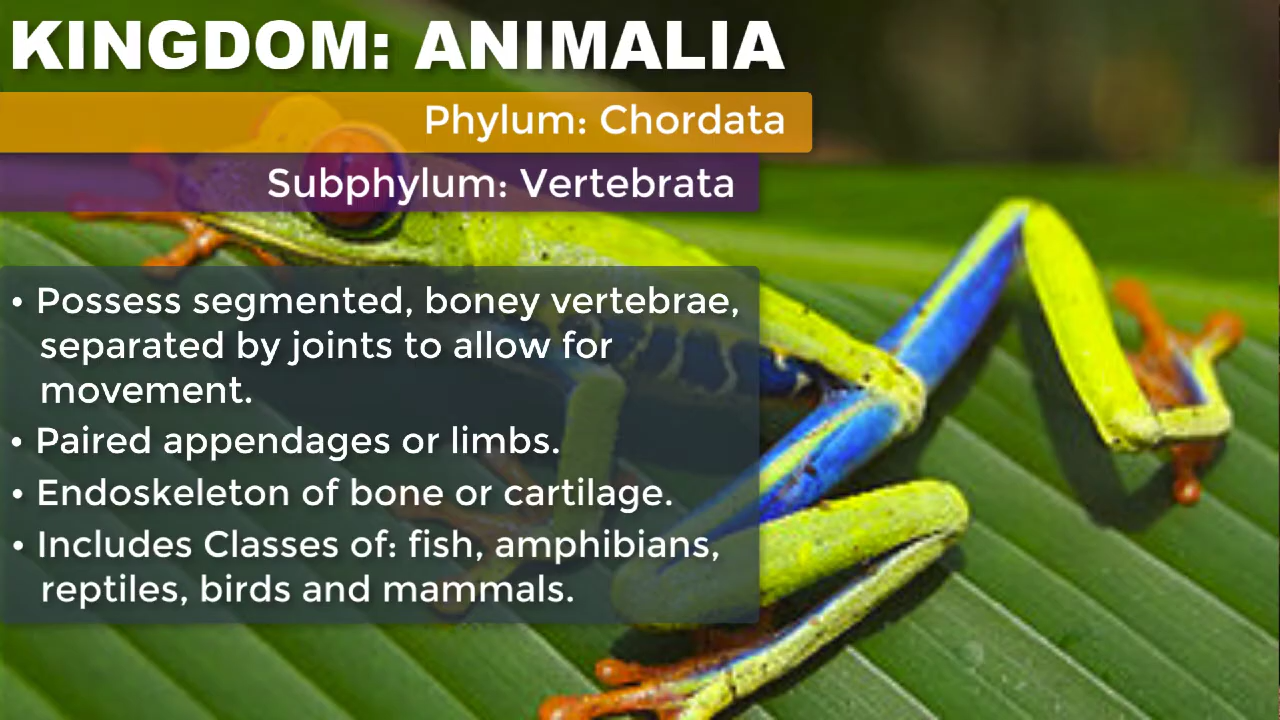 KINGDOM: ANIMALIA
Phylum: Chordata
Subphylum: Vertebrata
• Possess segmented, boney vertebrae,
separated by joints to allow for
movement.
• Paired appendages or limbs.
• Endoskeleton of bone or cartilage.
• Includes Classes of: fish, amphibians,
reptiles, birds and mammals.